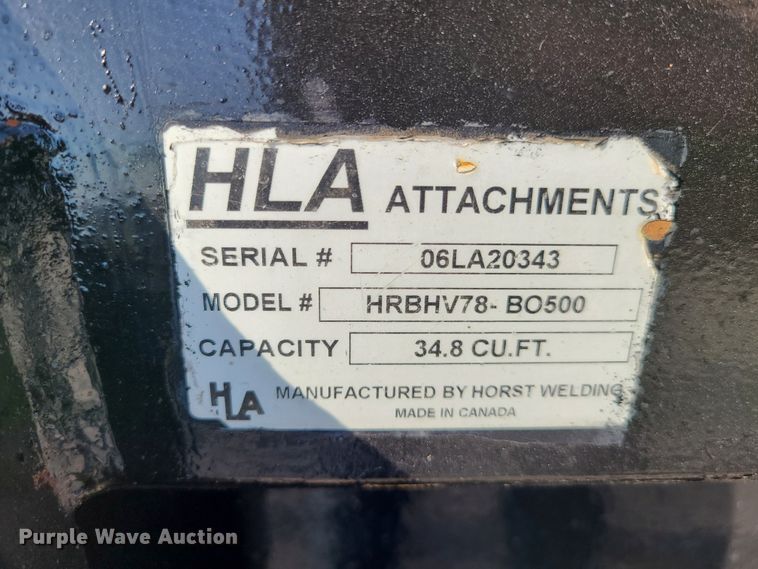 HLA ATTACHMENTS
SERIAL # 06LA20343
MODEL # HRBHV78- BO500
CAPACITY 34.8 CU.FT.
HLA MANUFACTURED BY HORST WELDING
MADE IN CANADA
Purple Wave Auction